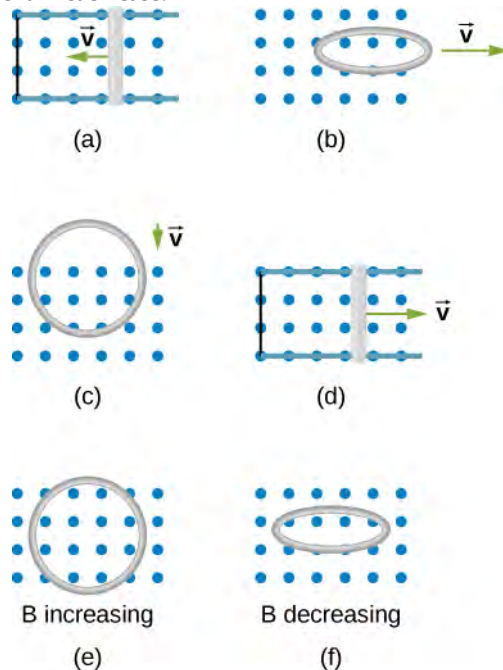 v
v
(a) (b)
v
v
(c) (d)
B increasing B decreasing
(e) (f)